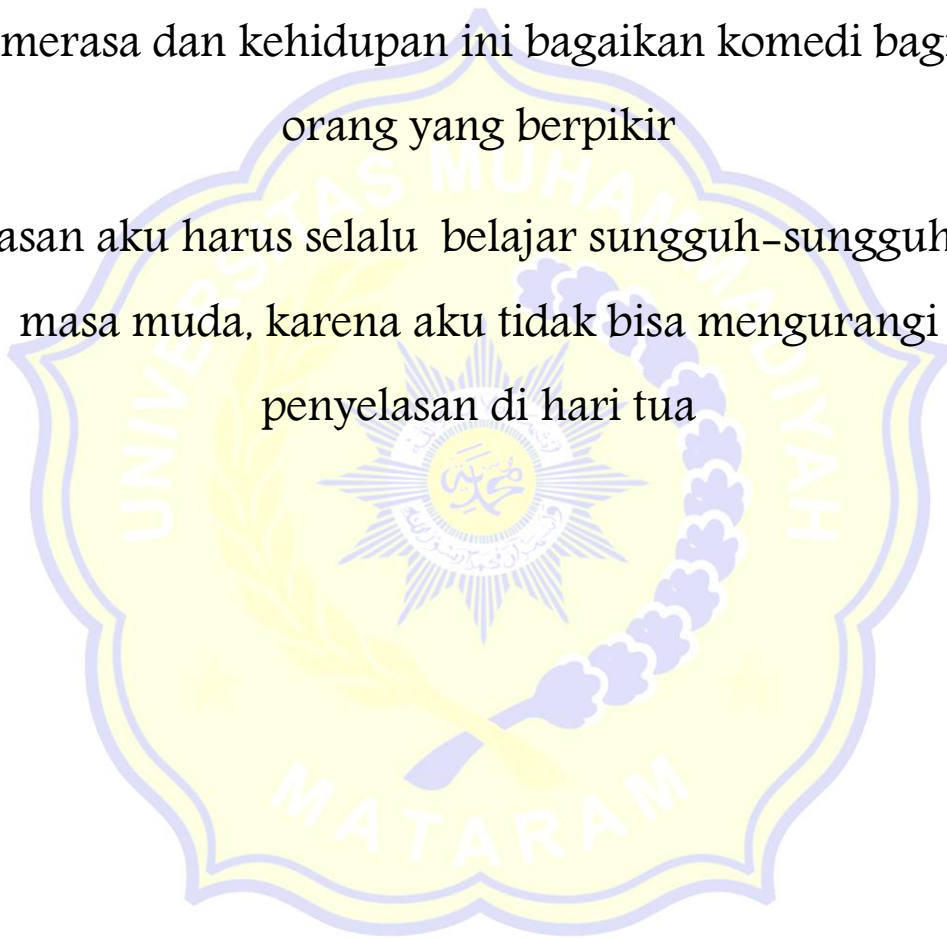 merasa dan kehidupan ini bagaikan komedi bagi
orang yang berpikir
asan aku harus selalu belajar sungguh-sungguh
masa muda, karena aku tidak bisa mengurangi
penyelasan di hari tua
UNIVERSITAS MUHAMMADIYAH
MATARAM